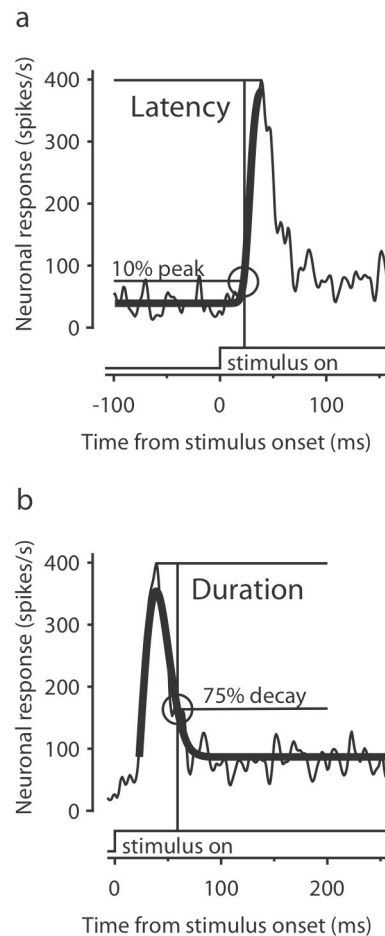 a
Neuronal response (spikes/s)
400
300
200
100
0
Latency
10% peak
stimulus on
-100 0 100
Time from stimulus onset (ms)
b
Neuronal response (spikes/s)
400
300
200
100
0
Duration
75% decay
stimulus on
0 100 200
Time from stimulus onset (ms)